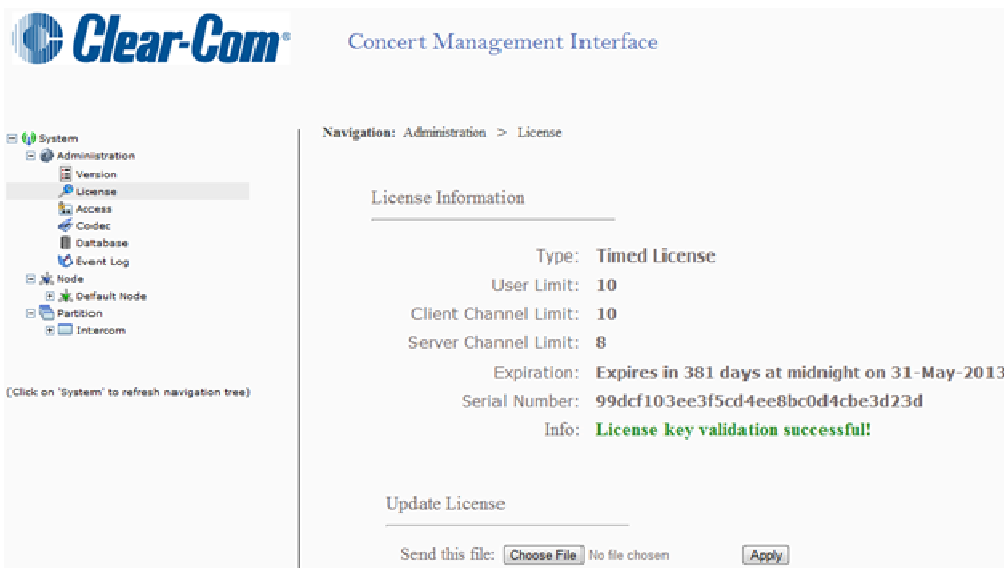 Clear-Com®
Concert Management Interface
System
Administration
Version
License
Access
Codec
Database
Event Log
Node
Default Node
Partition
Intercom
(Click on 'System' to refresh navigation tree)
Navigation: Administration > License
License Information
Type: Timed License
User Limit: 10
Client Channel Limit: 10
Server Channel Limit: 8
Expiration: Expires in 381 days at midnight on 31-May-2013
Serial Number: 99dcf103ee3f5cd4ee8bc0d4cbe3d23d
Info: License key validation successful!
Update License
Send this file: Choose File No file chosen Apply